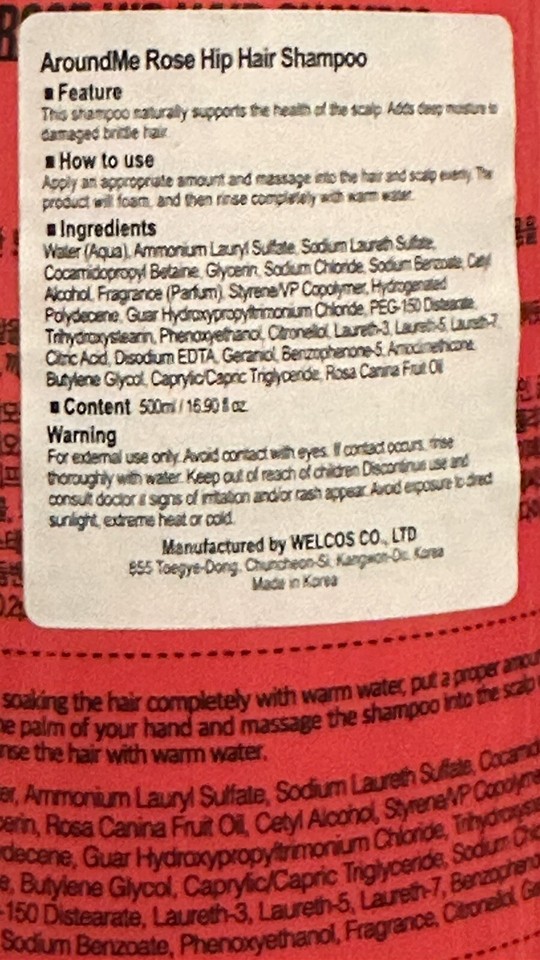 AroundMe Rose Hip Hair Shampoo
■ Feature
This shampoo naturally supports the health of the scalp. Adds deep moisture to
damaged brittle hair.
■ How to use
Apply an appropriate amount and massage into the hair and scalp evenly. The
product will foam, and then rinse completely with warm water.
■ Ingredients
Water (Aqua), Ammonium Lauryl Sulfate, Sodium Laureth Sulfate,
Cocamidopropyl Betaine, Glycerin, Sodium Chloride, Sodium Benzoate, Cetyl
Alcohol, Fragrance (Parfum), Styrene/VP Copolymer, Hydrogenated
Polydecene, Guar Hydroxypropyltrimonium Chloride, PEG-150 Distearate,
Trihydroxystearin, Phenoxyethanol, Citronellol, Laureth-3, Laureth-5, Laureth-7,
Citric Acid, Disodium EDTA, Geraniol, Benzophenone-5, Amodimethicone,
Butylene Glycol, Caprylic/Capric Triglyceride, Rosa Canina Fruit Oil
■ Content 500ml / 16.90 fl oz.
Warning
For external use only. Avoid contact with eyes. If contact occurs, rinse
thoroughly with water. Keep out of reach of children Discontinue use and
consult doctor if signs of irritation and/or rash appear. Avoid exposure to direct
sunlight, extreme heat or cold.
Manufactured by WELCOS CO., LTD
855 Toegye-Dong, Chuncheon-Si, Kangwon-Do, Korea
Made in Korea
soaking the hair completely with warm water, put a proper amou
e palm of your hand and massage the shampoo into the scalp
nse the hair with warm water.
er, Ammonium Lauryl Sulfate, Sodium Laureth Sulfate, Cocamid
cerin, Rosa Canina Fruit Oil, Cetyl Alcohol, Styrene/VP Copolyme
ydecene, Guar Hydroxypropyltrimonium Chloride, Trihydroxyste
e, Butylene Glycol, Caprylic/Capric Triglyceride, Sodium Chlo
-150 Distearate, Laureth-3, Laureth-5, Laureth-7, Benzopheno
Sodium Benzoate, Phenoxyethanol, Fragrance, Citronellol, Ge